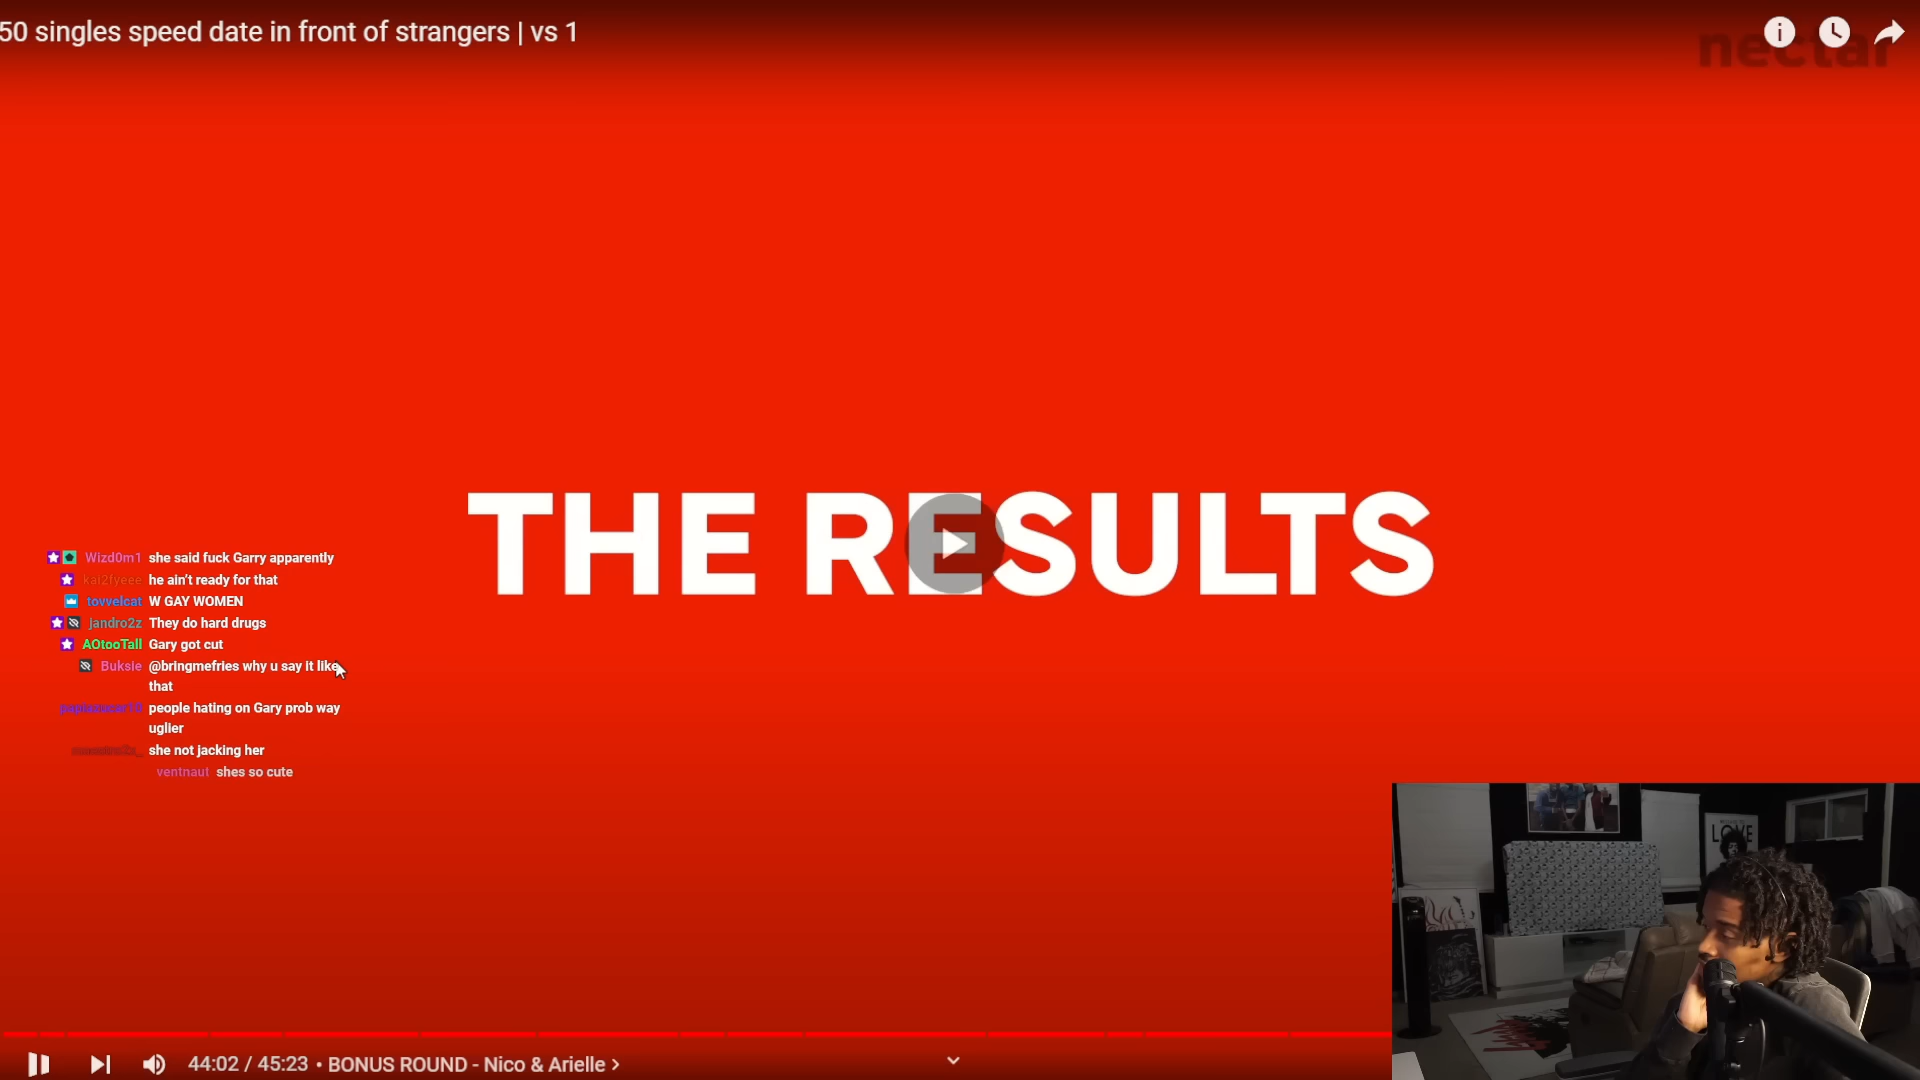 50 singles speed date in front of strangers | vs 1
nectar
THE RESULTS
Wizd0m1 she said fuck Garry apparently
kai2fyeee he ain't ready for that
tovvelcat W GAY WOMEN
jandro2z They do hard drugs
AOtooTall Gary got cut
Buksie @bringmefries why u say it like
that
people hating on Gary prob way
uglier
she not jacking her
ventnaut shes so cute
LOVE
44:02 / 45:23 • BONUS ROUND - Nico & Arielle >